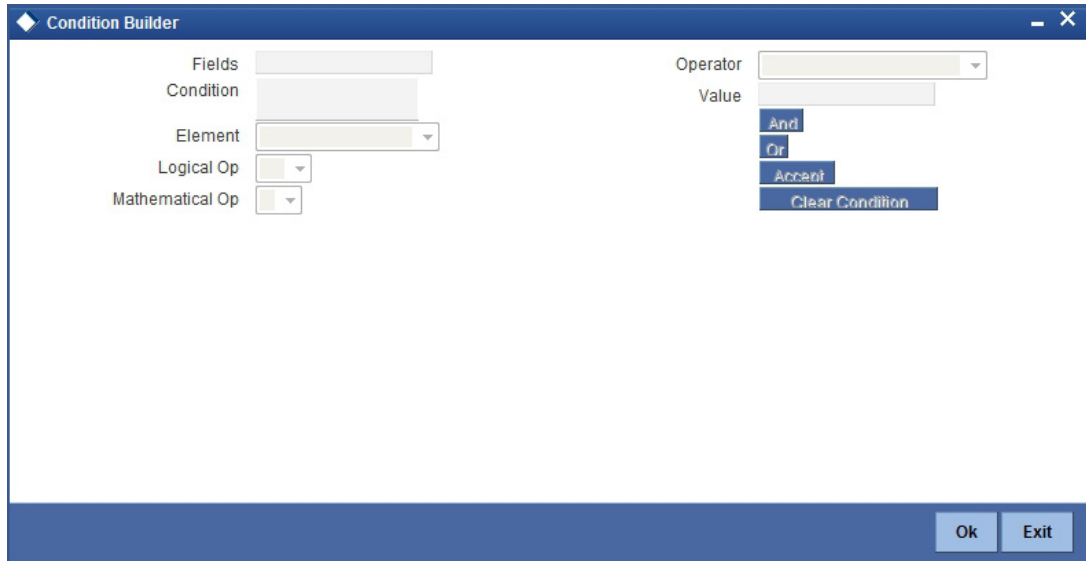 Condition Builder
Fields
Condition
Element
Logical Op
Mathematical Op
Operator
Value
And
Or
Accept
Clear Condition
Ok
Exit